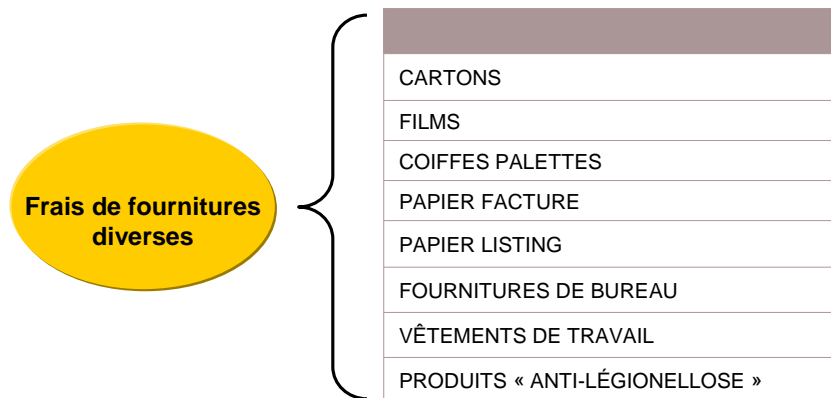 Frais de fournitures
diverses
CARTONS
FILMS
COIFFES PALETTES
PAPIER FACTURE
PAPIER LISTING
FOURNITURES DE BUREAU
VÊTEMENTS DE TRAVAIL
PRODUITS « ANTI-LÉGIONELLOSE »